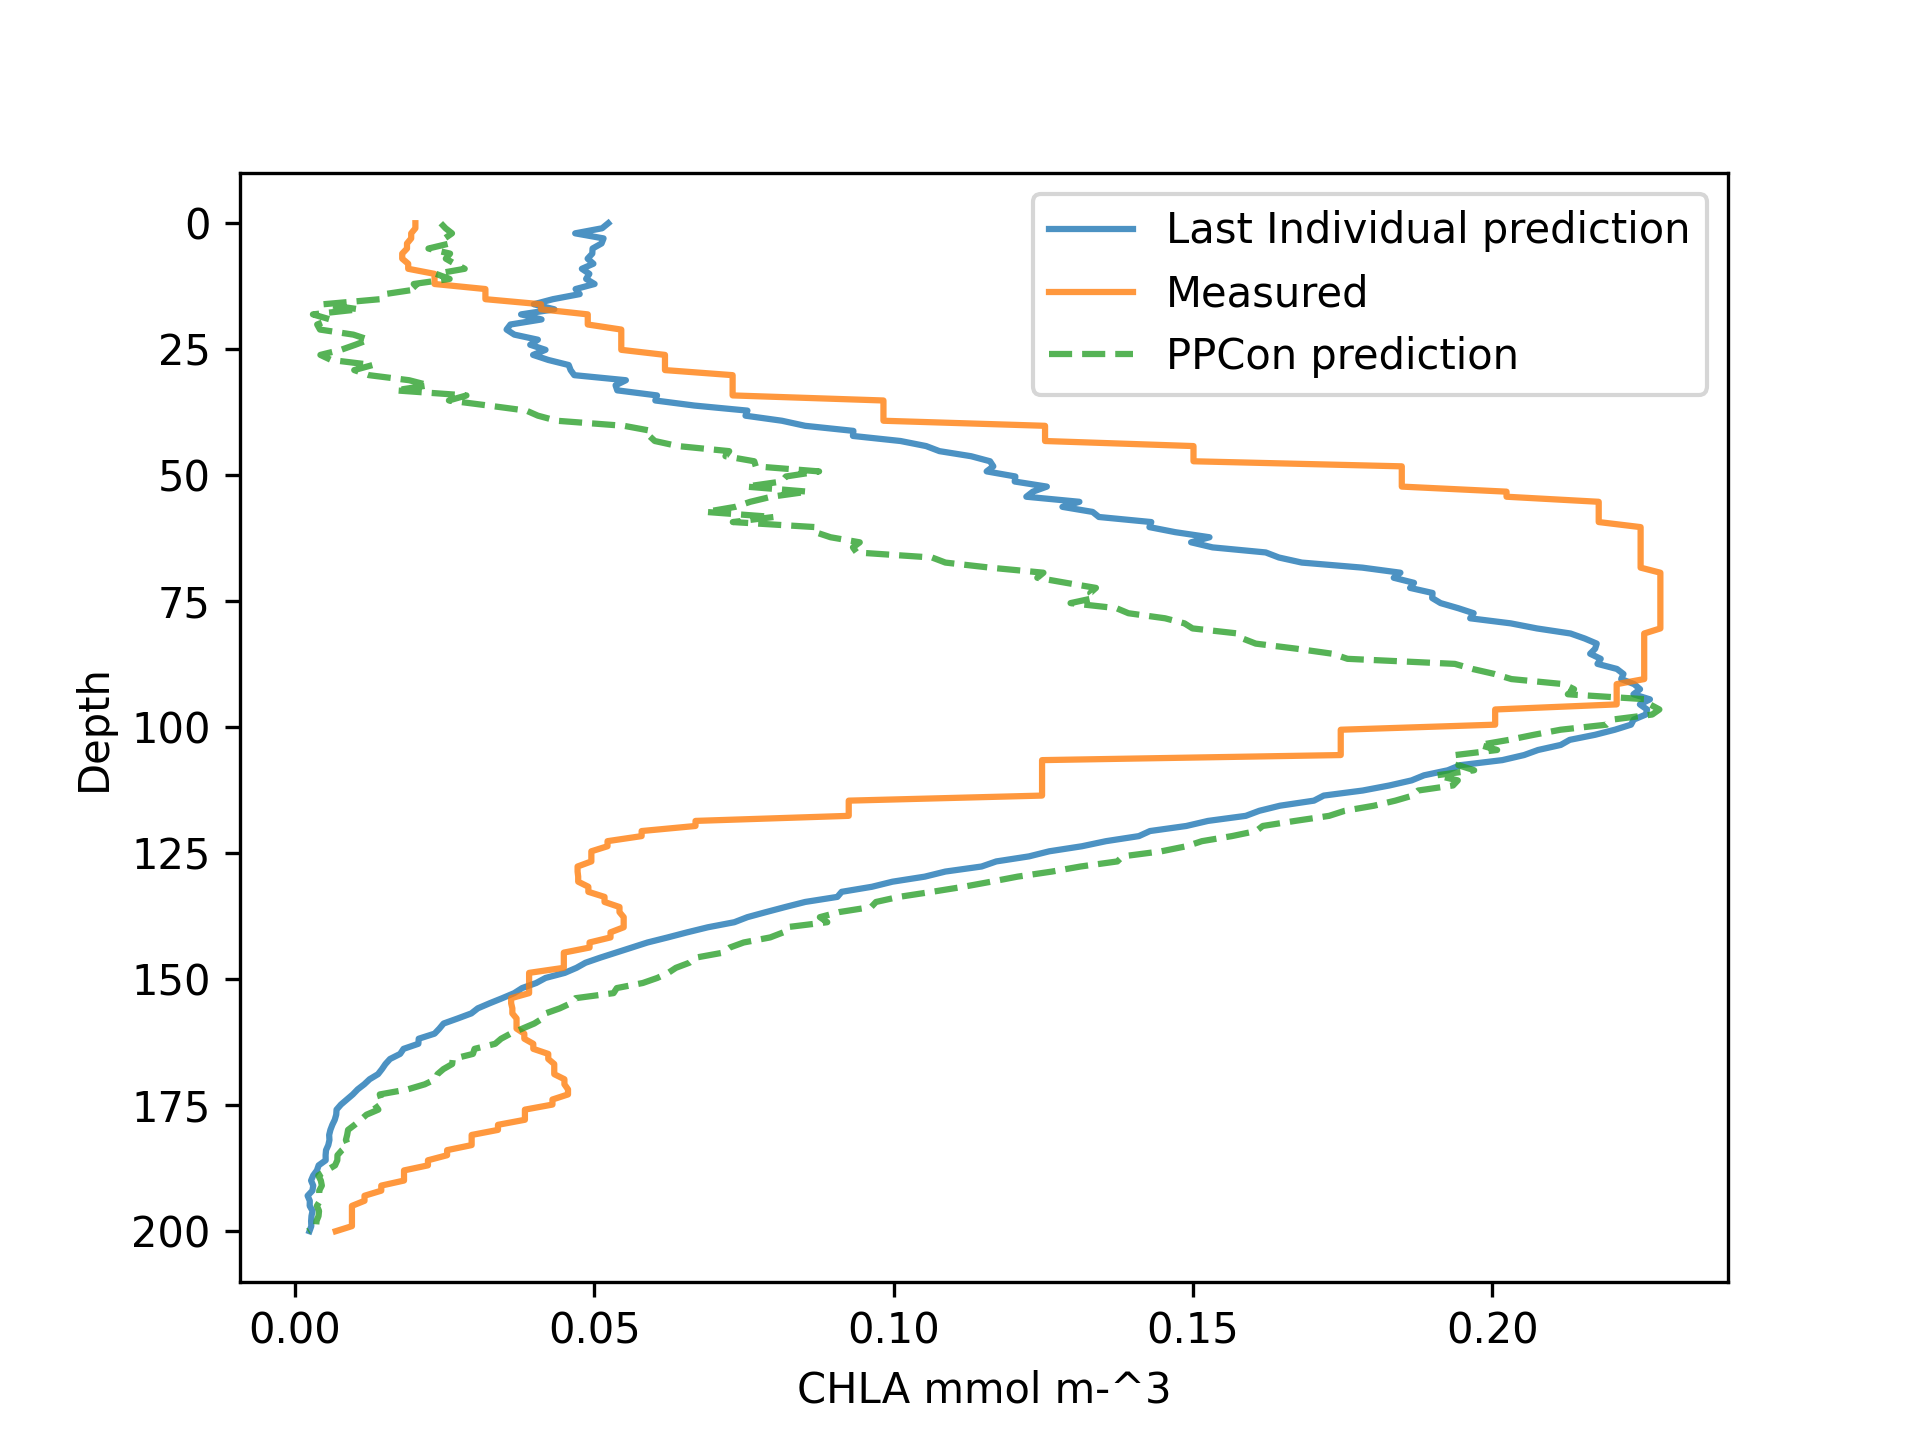 Last Individual prediction
Measured
PPCon prediction
0
25
50
75
100
125
150
175
200
Depth
0.00 0.05 0.10 0.15 0.20
CHLA mmol m-^3